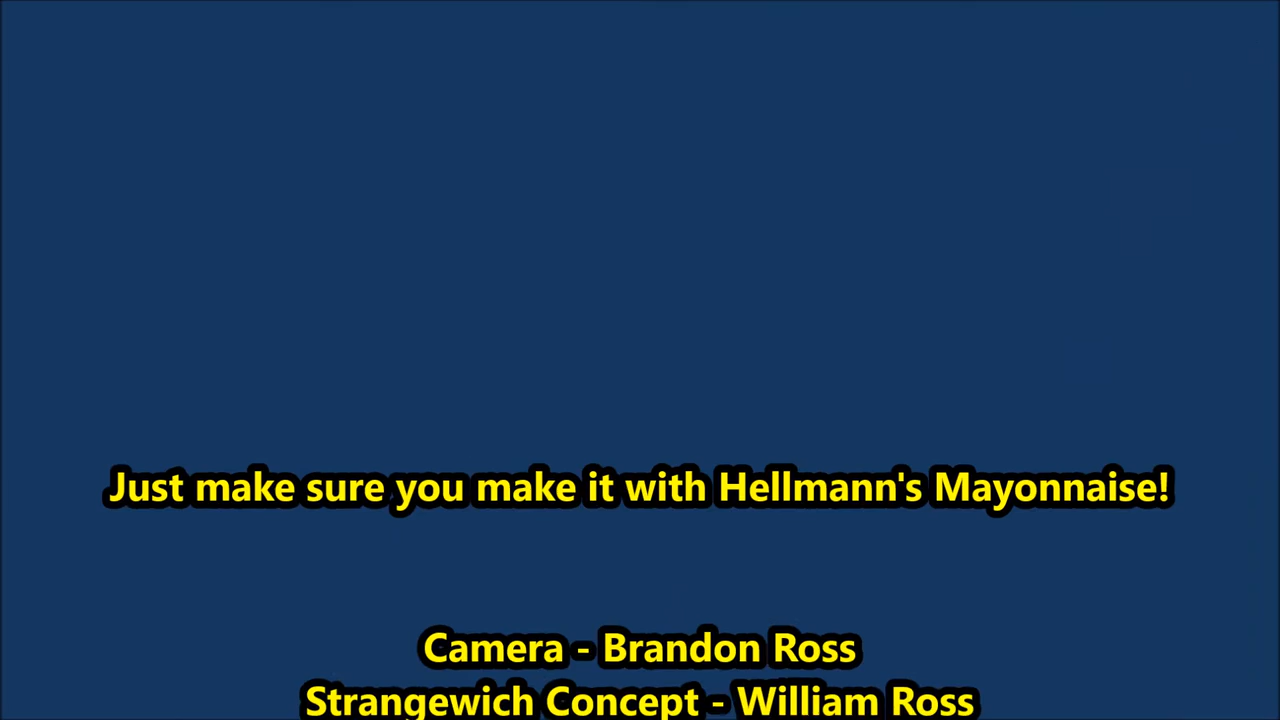 Just make sure you make it with Hellmann's Mayonnaise!
Camera - Brandon Ross
Strangewich Concept - William Ross